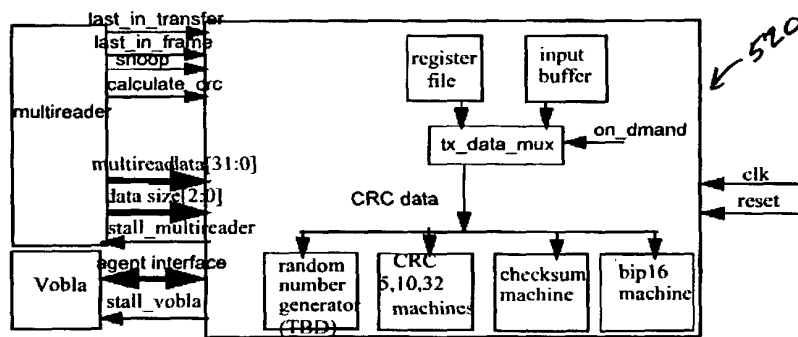 last_in_transfer
last_in_frame
snoop
calculate_crc
multireader
multireaddata[31:0]
data size[2:0]
stall_multireader
Vobla
agent interface
stall_vobla
register
file
input
buffer
tx_data_mux
on_dmand
CRC data
random
number
generator
(TBD)
CRC
5,10,32
machines
checksum
machine
bip16
machine
clk
reset
520